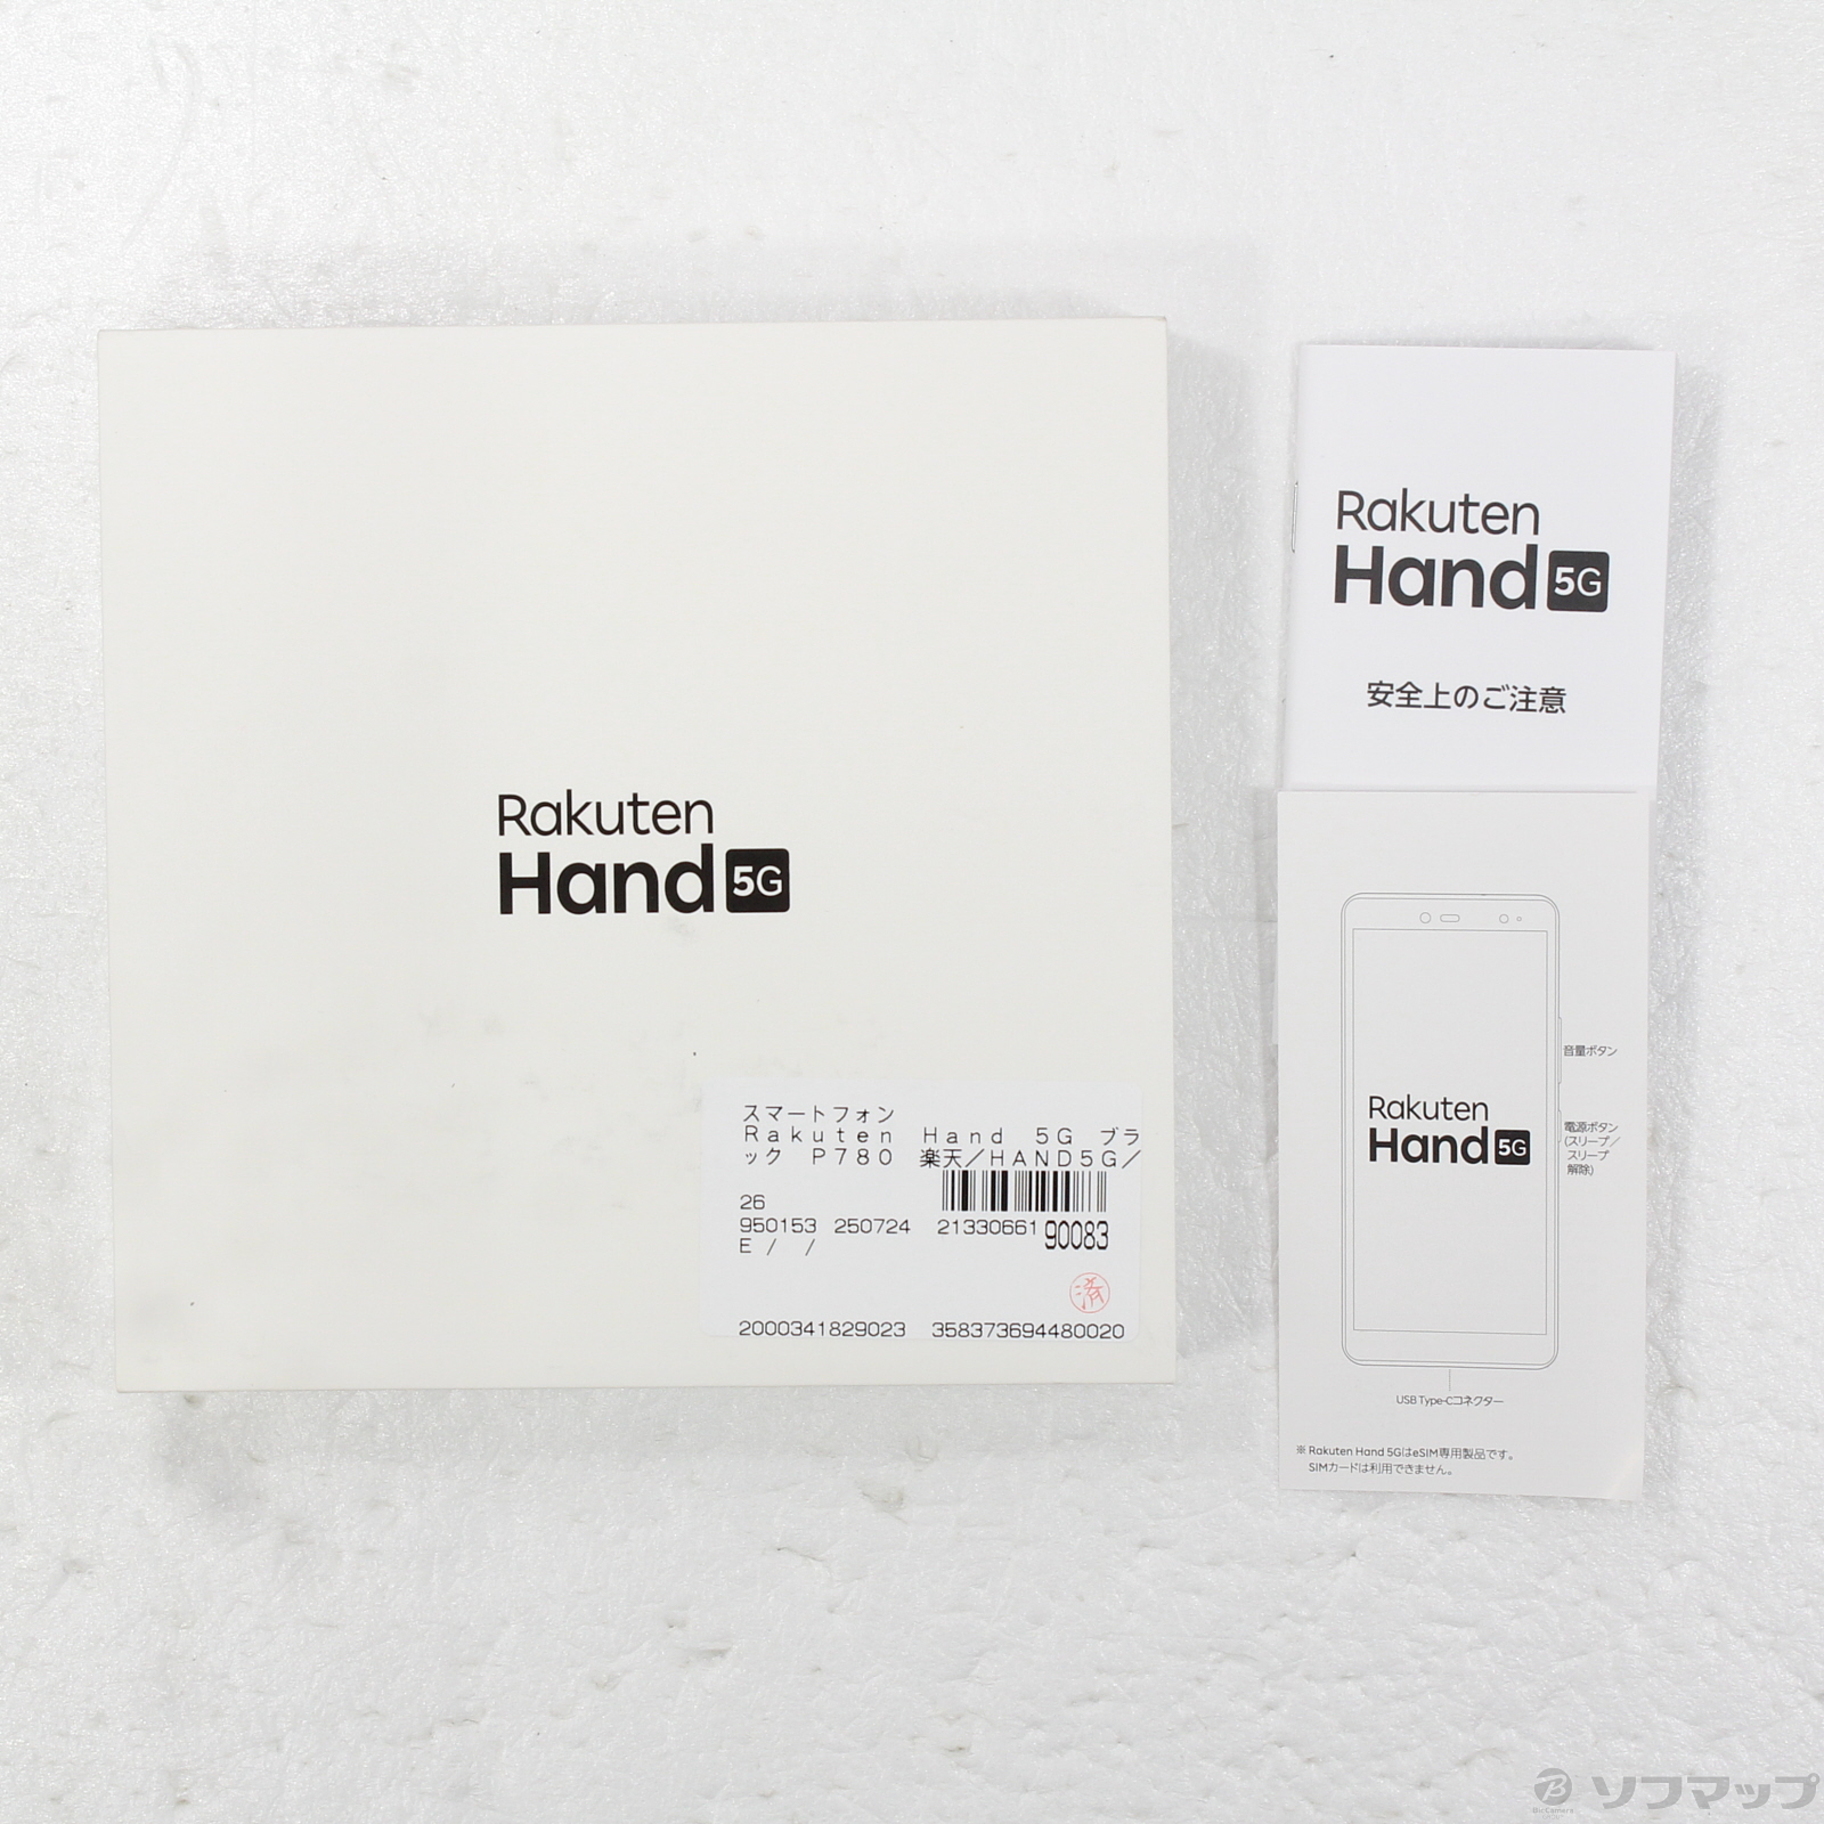 Rakuten
Hand 5G
スマートフォン
Rakuten Hand 5G ブラ
ック P780 楽天／HAND5G／
26
950153 250724 21330661 90083
E / /
済
2000341829023 358373694480020
Rakuten
Hand 5G
安全上のご注意
音量ボタン
電源ボタン
(スリープ／
スリープ
解除)
Rakuten
Hand 5G
USB Type-Cコネクター
※ Rakuten Hand 5GはeSIM専用製品です。
SIMカードは利用できません。
BicCamera
ソフマップ